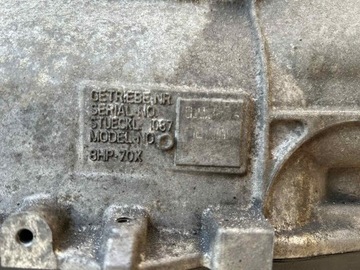 GETRIEBE-NR.
SERIAL-NO.
STUECKL. 1087
MODEL-NO
8HP-70X